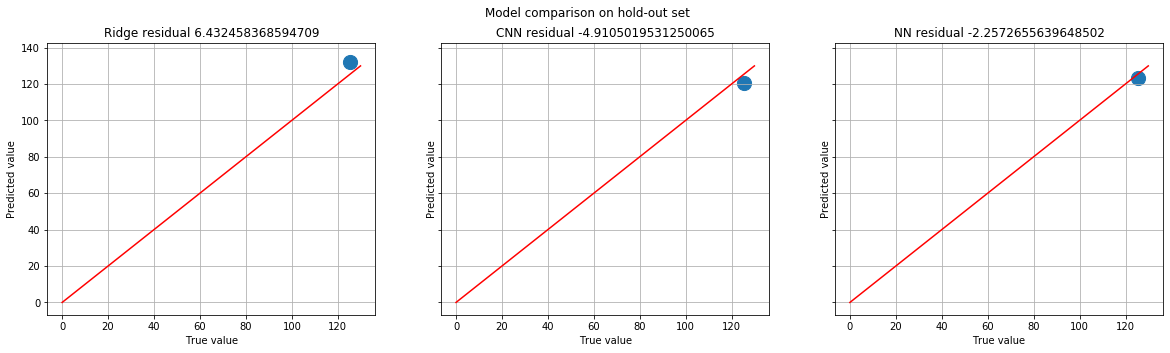 Model comparison on hold-out set
Ridge residual 6.432458368594709
CNN residual -4.9105019531250065
NN residual -2.2572655639648502
140
120
100
80
60
40
20
0
Predicted value
0 20 40 60 80 100 120
True value
Predicted value
0 20 40 60 80 100 120
True value
Predicted value
0 20 40 60 80 100 120
True value